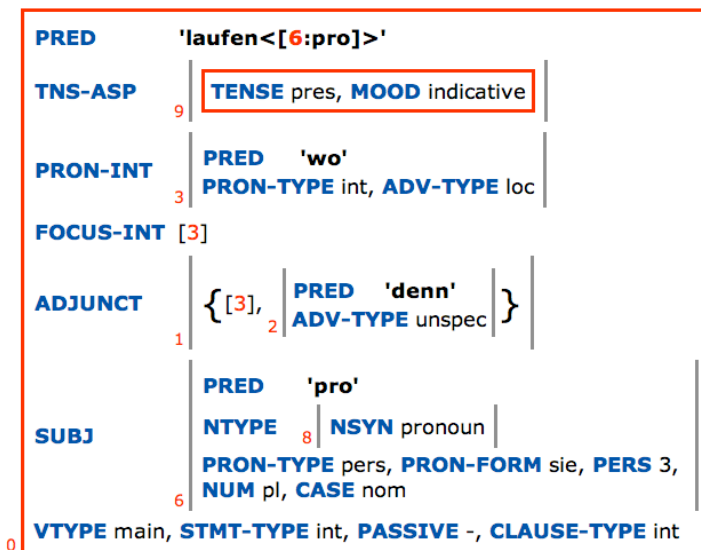 PRED 'laufen<[6:pro]>'
TNS-ASP 9 TENSE pres, MOOD indicative
PRED 'wo'
PRON-INT 3 PRON-TYPE int, ADV-TYPE loc
FOCUS-INT [3]
ADJUNCT 1 {[3], 2 PRED 'denn'
ADV-TYPE unspec}
PRED 'pro'
SUBJ NTYPE 8 NSYN pronoun
PRON-TYPE pers, PRON-FORM sie, PERS 3,
6 NUM pl, CASE nom
0 VTYPE main, STMT-TYPE int, PASSIVE -, CLAUSE-TYPE int